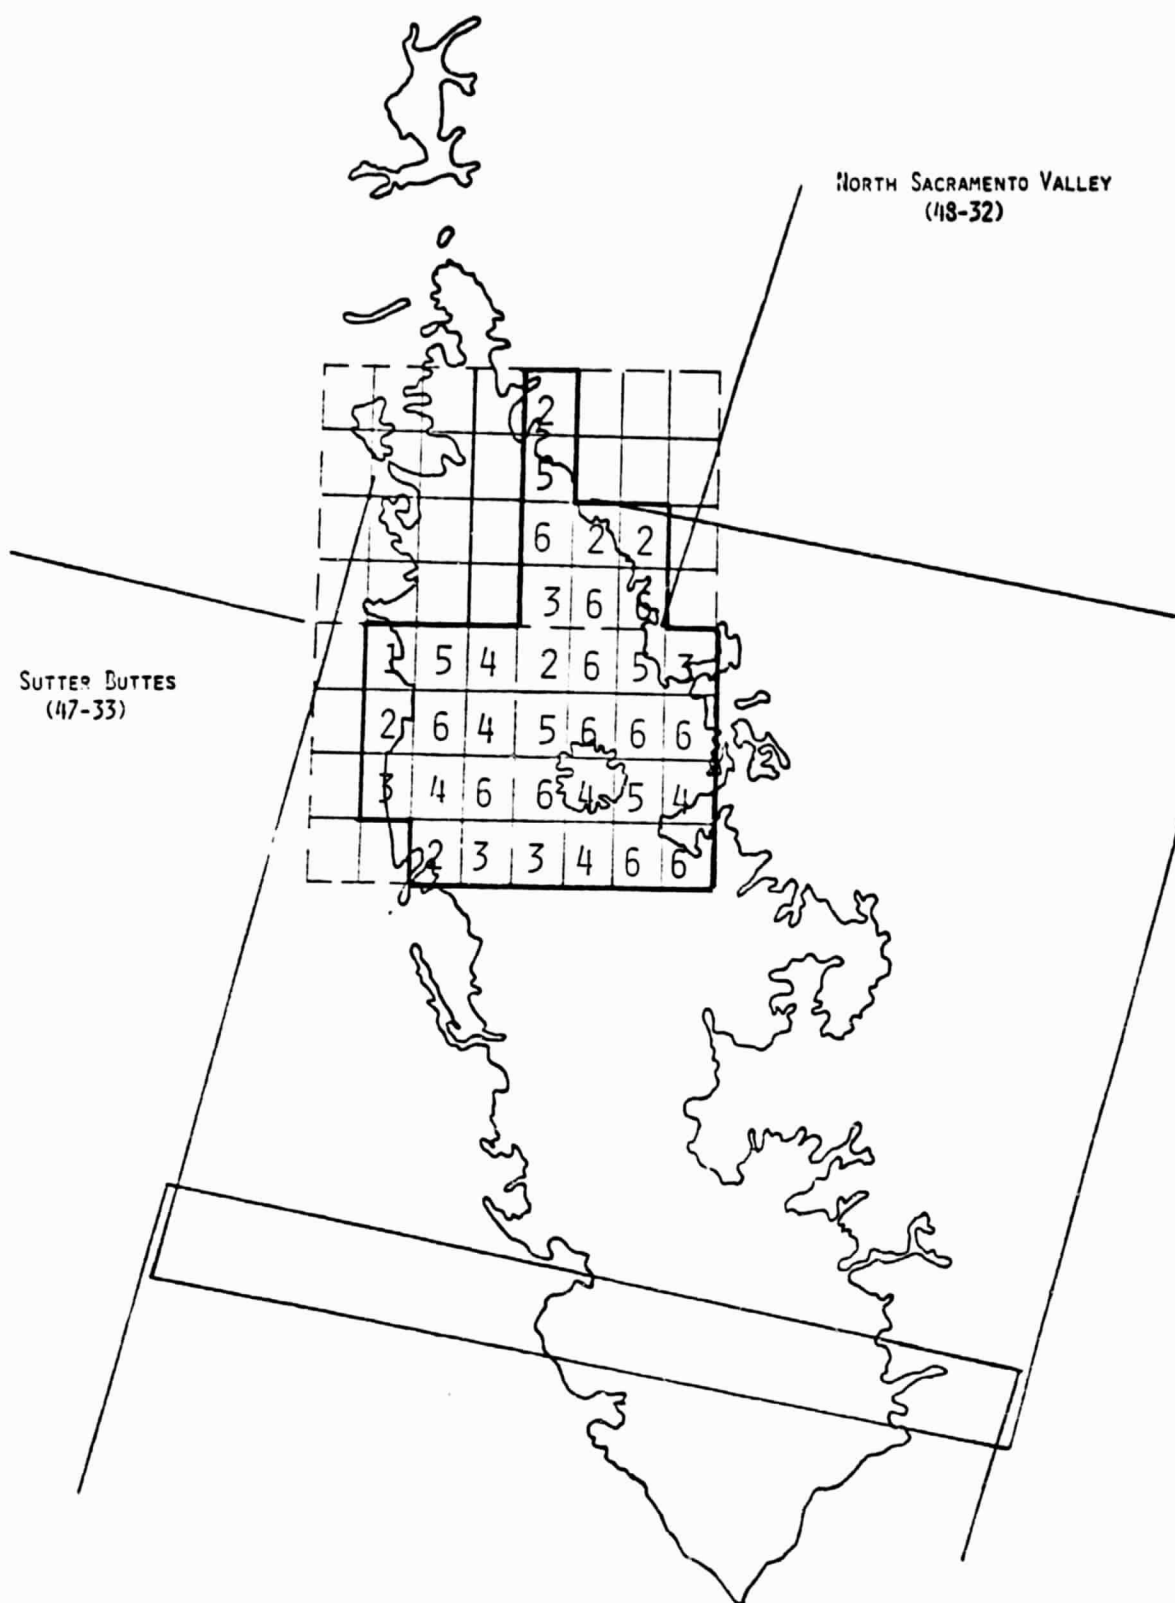 NORTH SACRAMENTO VALLEY
(48-32)
2
5
6 2 2
3 6 6
1 5 4 2 6 5 3
SUTTER BUTTES
(47-33)
2 6 4 5 6 6 6
3 4 6 6 4 5 4
2 3 3 4 6 6